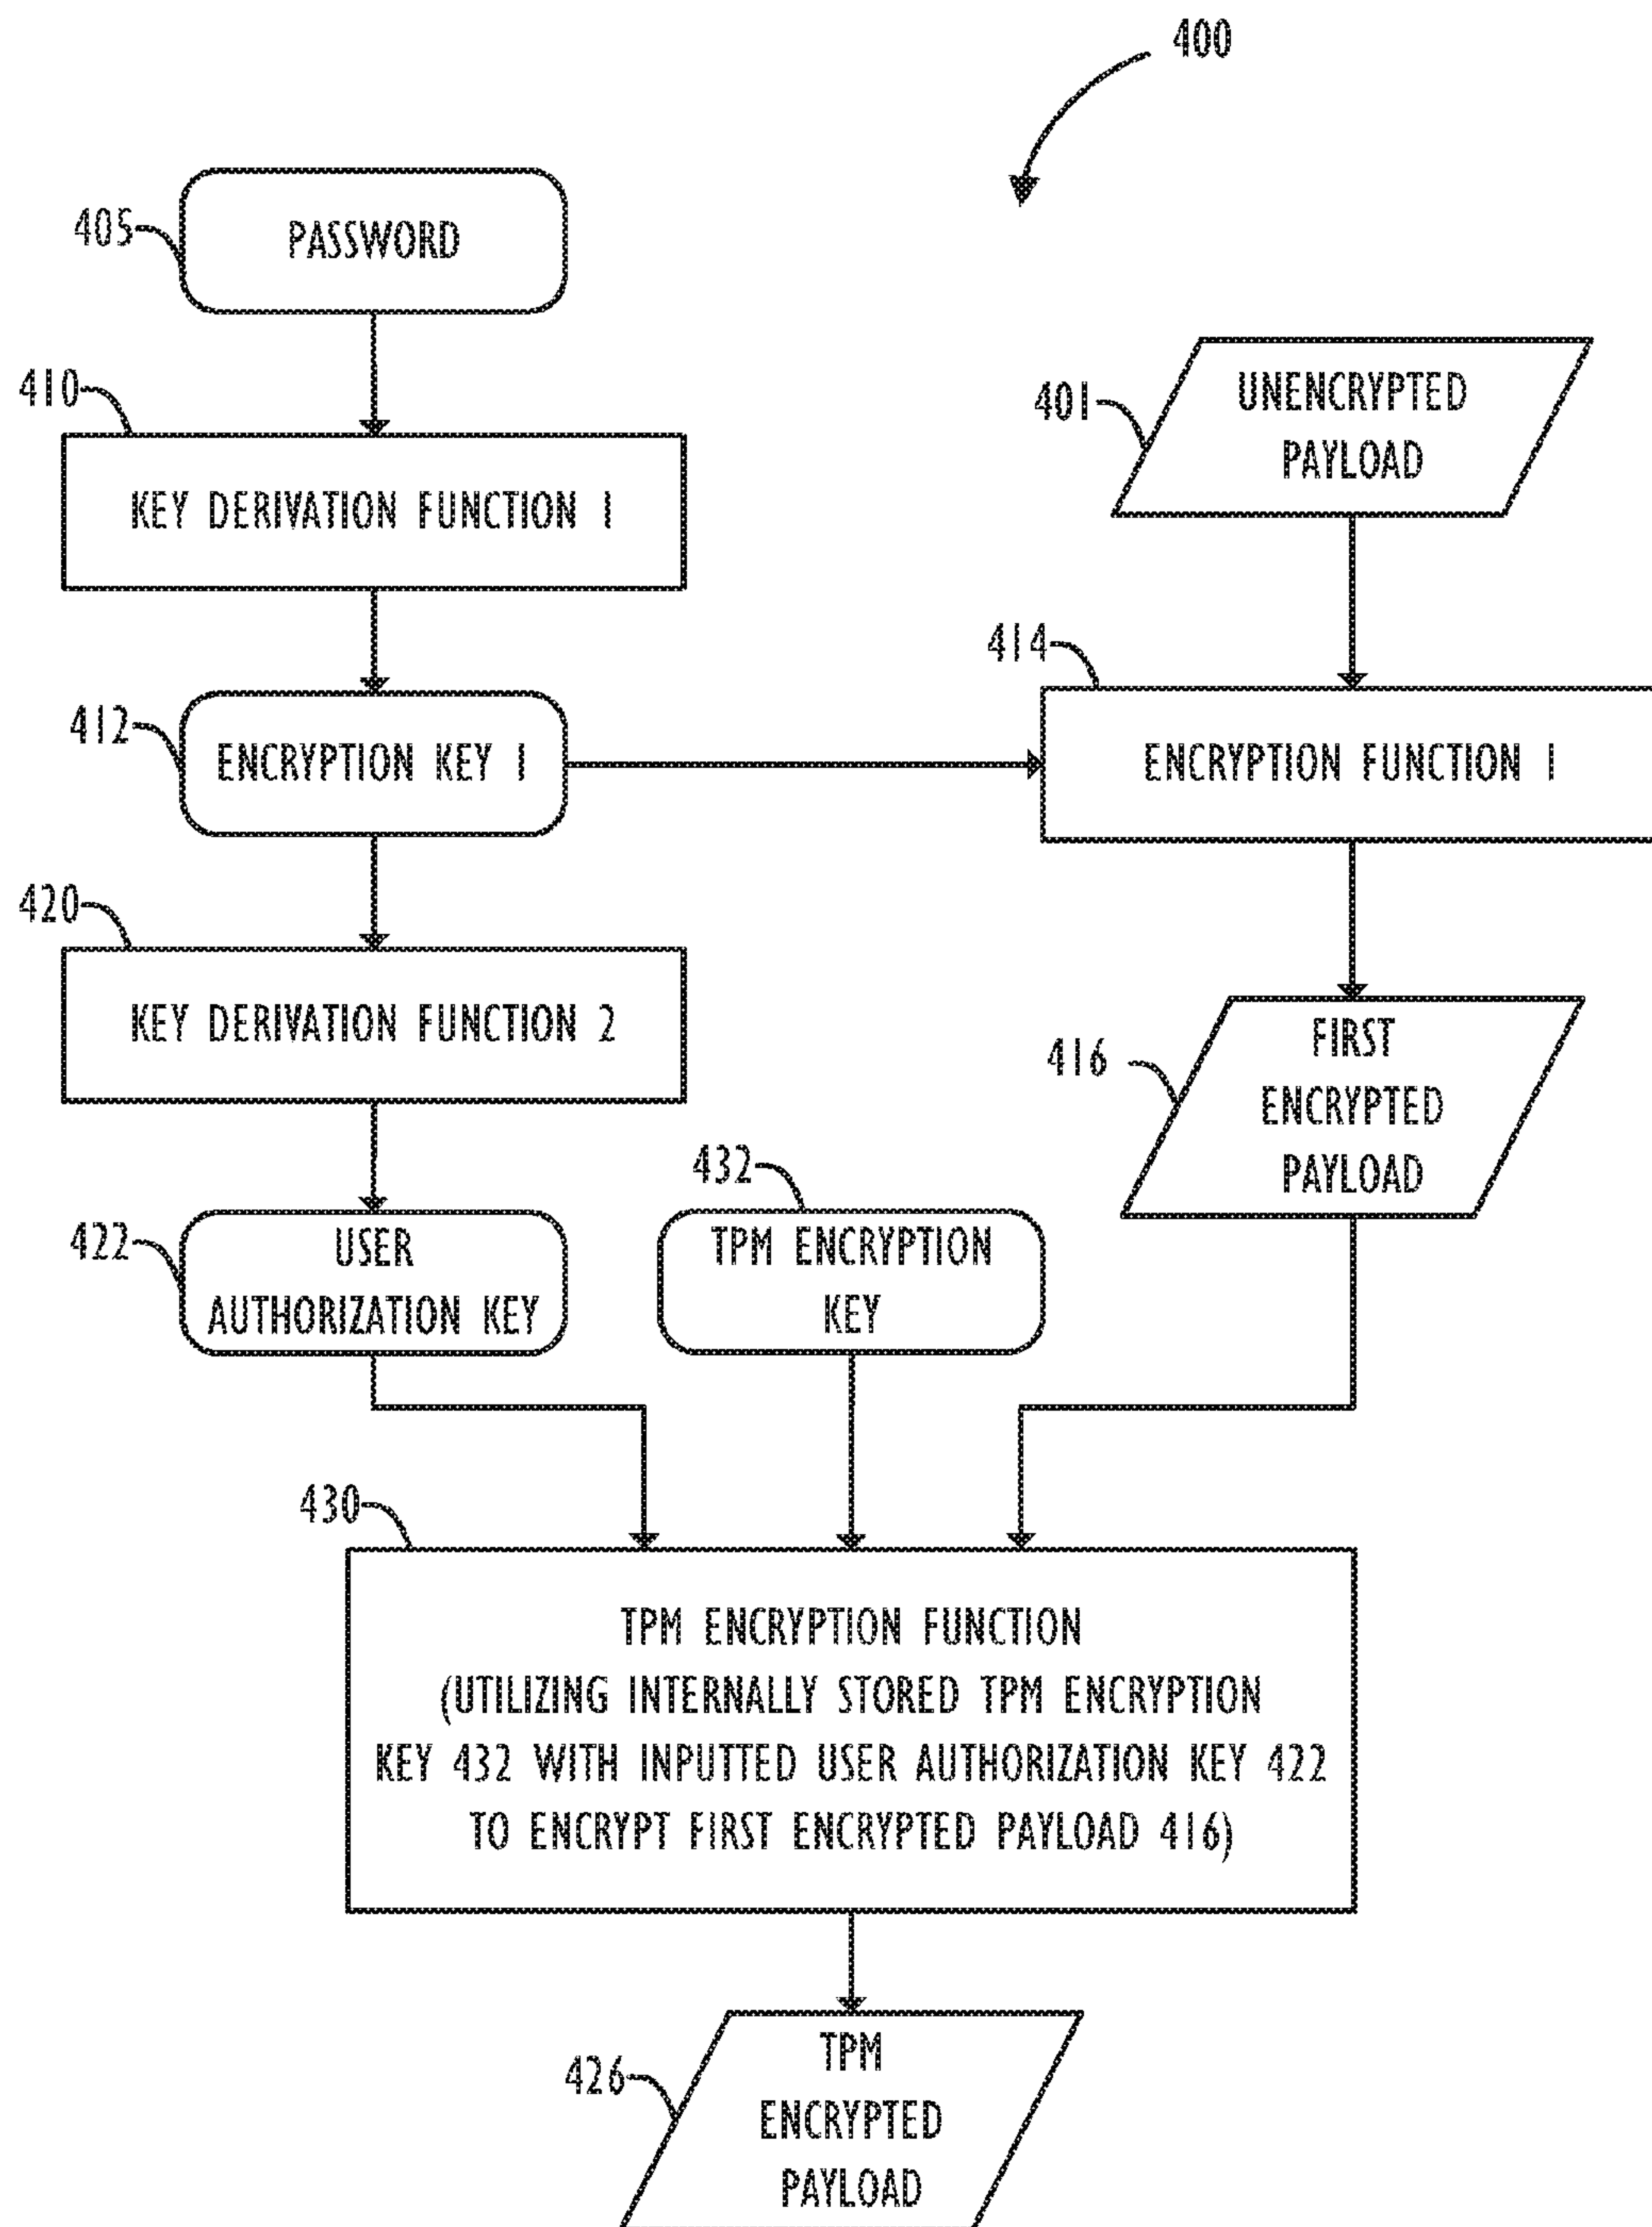 400
405
PASSWORD
410
KEY DERIVATION FUNCTION 1
401
UNENCRYPTED
PAYLOAD
412
ENCRYPTION KEY 1
414
ENCRYPTION FUNCTION 1
420
KEY DERIVATION FUNCTION 2
416
FIRST
ENCRYPTED
PAYLOAD
422
USER
AUTHORIZATION KEY
432
TPM ENCRYPTION
KEY
430
TPM ENCRYPTION FUNCTION
(UTILIZING INTERNALLY STORED TPM ENCRYPTION
KEY 432 WITH INPUTTED USER AUTHORIZATION KEY 422
TO ENCRYPT FIRST ENCRYPTED PAYLOAD 416)
426
TPM
ENCRYPTED
PAYLOAD